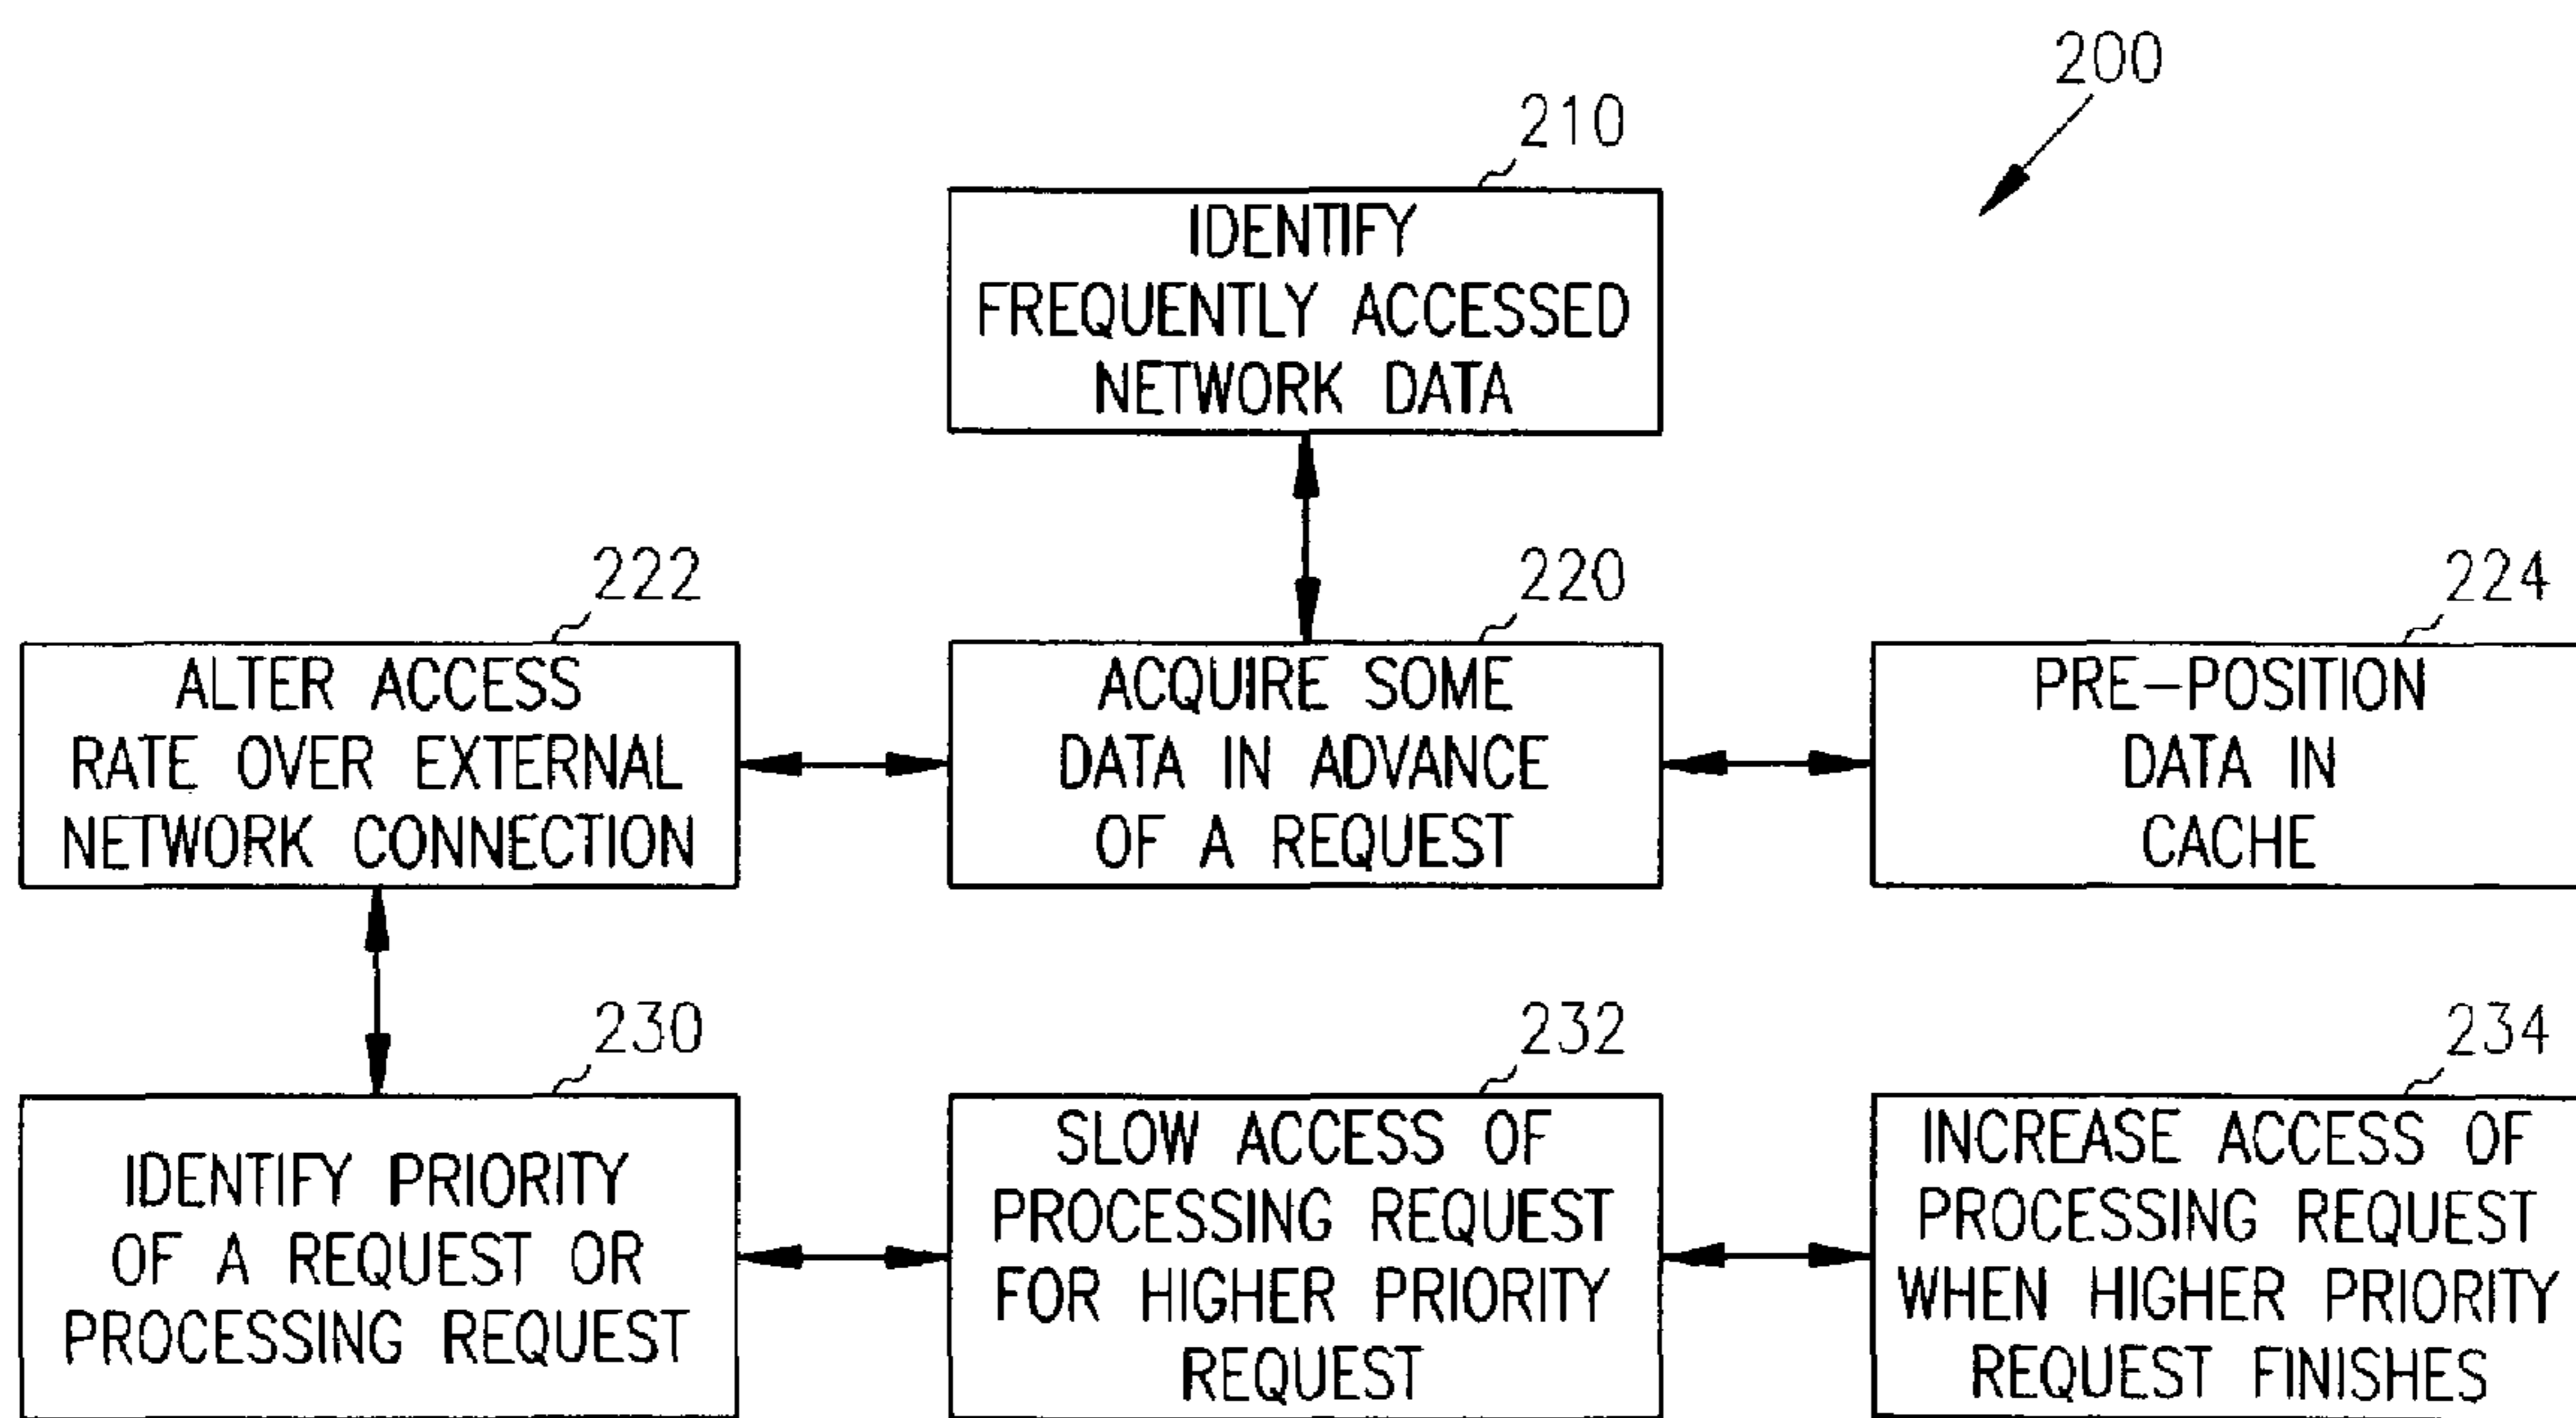 200
210
IDENTIFY
FREQUENTLY ACCESSED
NETWORK DATA
222
ALTER ACCESS
RATE OVER EXTERNAL
NETWORK CONNECTION
220
ACQUIRE SOME
DATA IN ADVANCE
OF A REQUEST
224
PRE-POSITION
DATA IN
CACHE
230
IDENTIFY PRIORITY
OF A REQUEST OR
PROCESSING REQUEST
232
SLOW ACCESS OF
PROCESSING REQUEST
FOR HIGHER PRIORITY
REQUEST
234
INCREASE ACCESS OF
PROCESSING REQUEST
WHEN HIGHER PRIORITY
REQUEST FINISHES